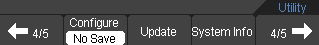 Utility
4/5
Configure
No Save
Update
System Info
4/5